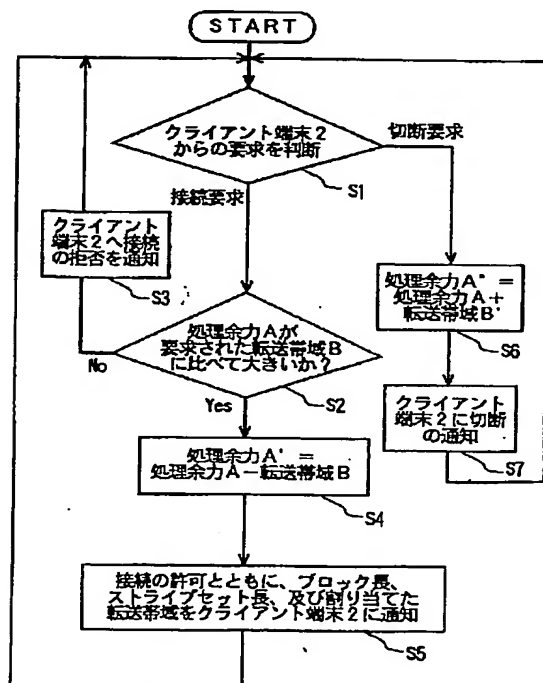 START
クライアント端末2
からの要求を判断
切断要求
S1
接続要求
クライアント
端末2へ接続
の拒否を通知
S3
処理余力A"=
処理余力A+
転送帯域B'
S6
処理余力Aが
要求された転送帯域B
に比べて大きいか?
No
S2
Yes
クライアント
端末2に切断
の通知
S7
処理余力A'=
処理余力A-転送帯域B
S4
接続の許可とともに、ブロック長、
ストライプセット長、及び割り当てた
転送帯域をクライアント端末2に通知
S5